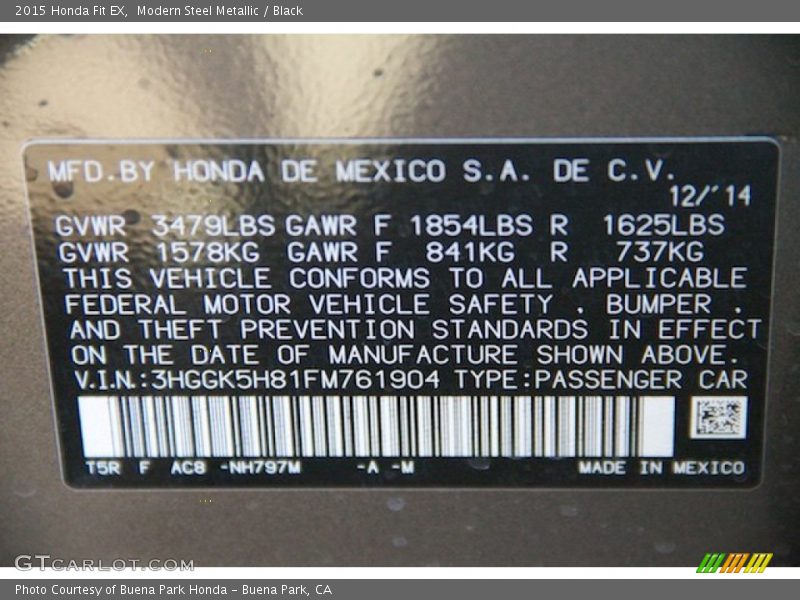 2015 Honda Fit EX, Modern Steel Metallic / Black
MFD.BY HONDA DE MEXICO S.A. DE C.V.
12/'14
GVWR 3479LBS GAWR F 1854LBS R 1625LBS
GVWR 1578KG GAWR F 841KG R 737KG
THIS VEHICLE CONFORMS TO ALL APPLICABLE
FEDERAL MOTOR VEHICLE SAFETY , BUMPER ,
AND THEFT PREVENTION STANDARDS IN EFFECT
ON THE DATE OF MANUFACTURE SHOWN ABOVE.
V.I.N.:3HGGK5H81FM761904 TYPE:PASSENGER CAR
T5R F AC8 -NH797M -A -M MADE IN MEXICO
GTCARLOT.COM
Photo Courtesy of Buena Park Honda – Buena Park, CA